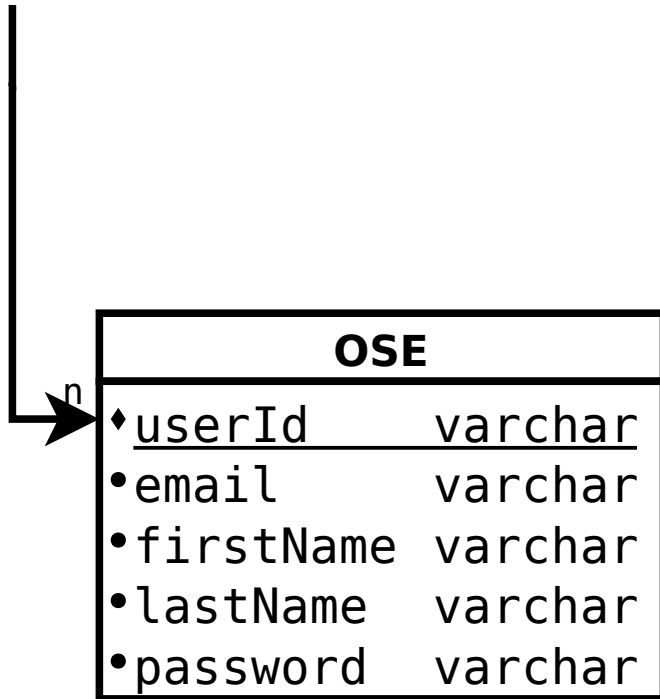 OSE
n
userId varchar
email varchar
firstName varchar
lastName varchar
password varchar